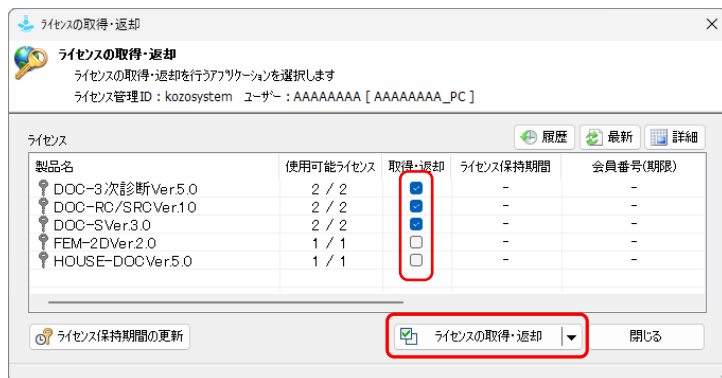 ライセンスの取得・返却
ライセンスの取得・返却
ライセンスの取得・返却を行うアプリケーションを選択します
ライセンス管理ID：kozosystem ユーザー：AAAAAAAA [ AAAAAAAA_PC ]
ライセンス 履歴 最新 詳細
製品名 使用可能ライセンス 取得・返却 ライセンス保持期間 会員番号(期限)
DOC-3次診断Ver.5.0 2 / 2 - -
DOC-RC/SRCVer.10 2 / 2 - -
DOC-SVer.3.0 2 / 2 - -
FEM-2DVer.2.0 1 / 1 - -
HOUSE-DOCVer.5.0 1 / 1 - -
ライセンス保持期間の更新 ライセンスの取得・返却 閉じる